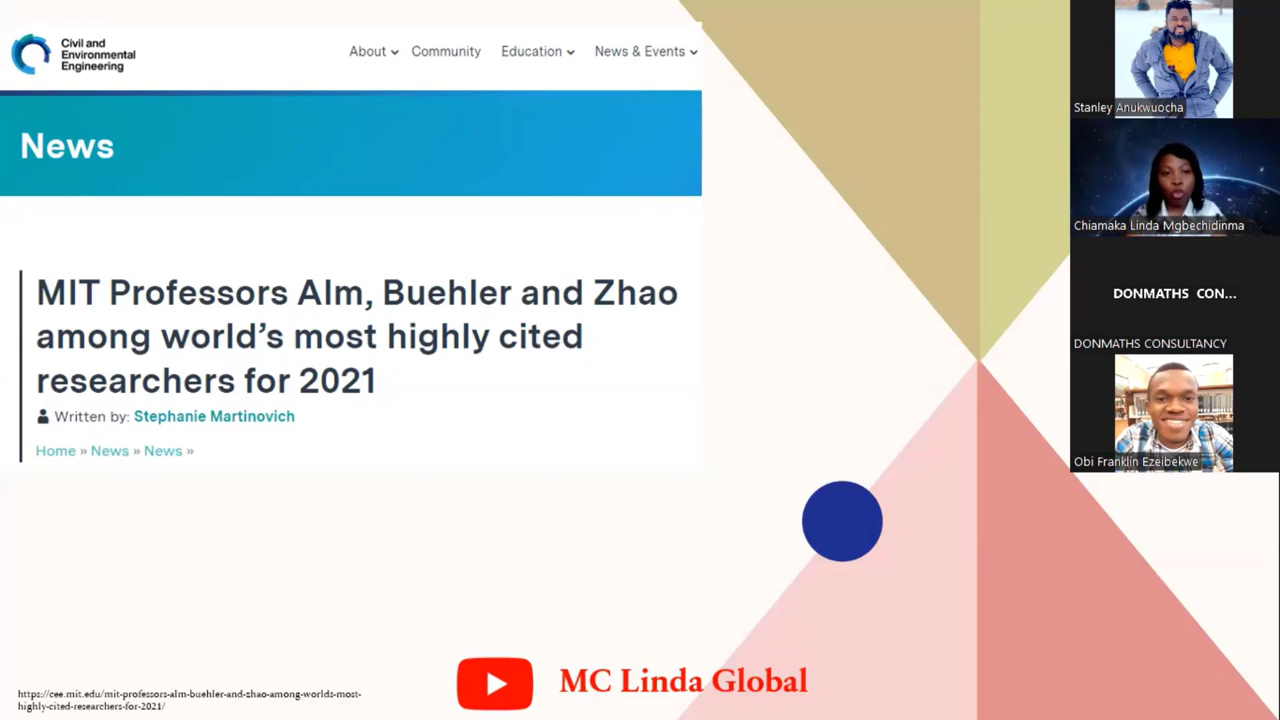 Civil and
Environmental
Engineering
About Community Education News & Events
News
MIT Professors Alm, Buehler and Zhao
among world's most highly cited
researchers for 2021
Written by: Stephanie Martinovich
Home » News » News »
https://cee.mit.edu/mit-professors-alm-buehler-and-zhao-among-worlds-most-
highly-cited-researchers-for-2021/
MC Linda Global
Stanley Anukwuocha
Chiamaka Linda Mgbechidinma
DONMATHS CON...
DONMATHS CONSULTANCY
Obi Franklin Ezeibekwe